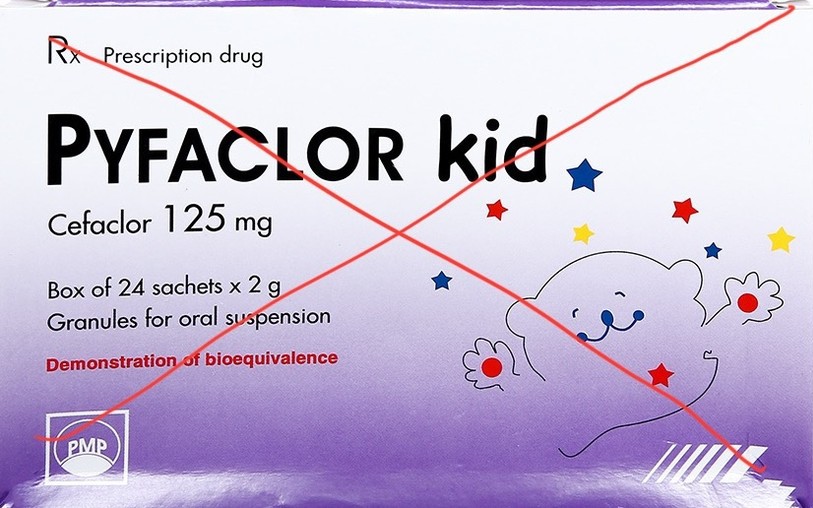 Rx Prescription drug
PYFACLOR kid
Cefaclor 125 mg
Box of 24 sachets x 2 g
Granules for oral suspension
Demonstration of bioequivalence
PMP